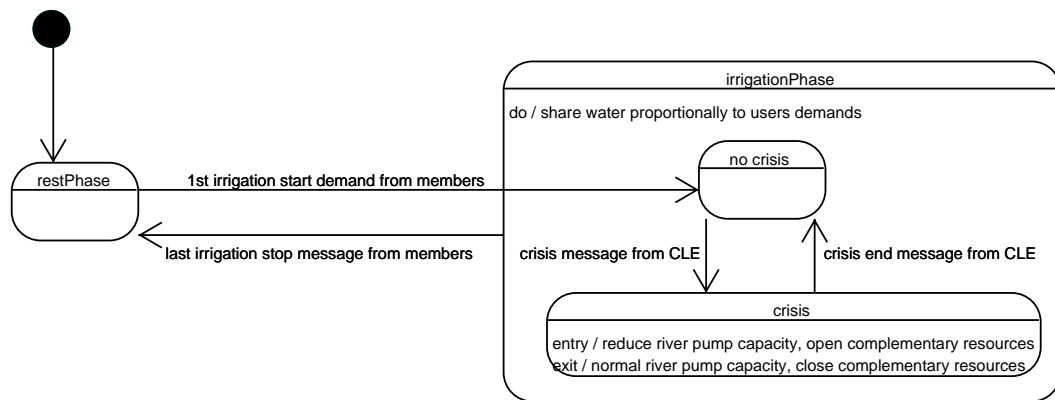 irrigationPhase
do / share water proportionally to users demands
no crisis
restPhase
1st irrigation start demand from members
last irrigation stop message from members
crisis message from CLE
crisis end message from CLE
crisis
entry / reduce river pump capacity, open complementary resources
exit / normal river pump capacity, close complementary resources